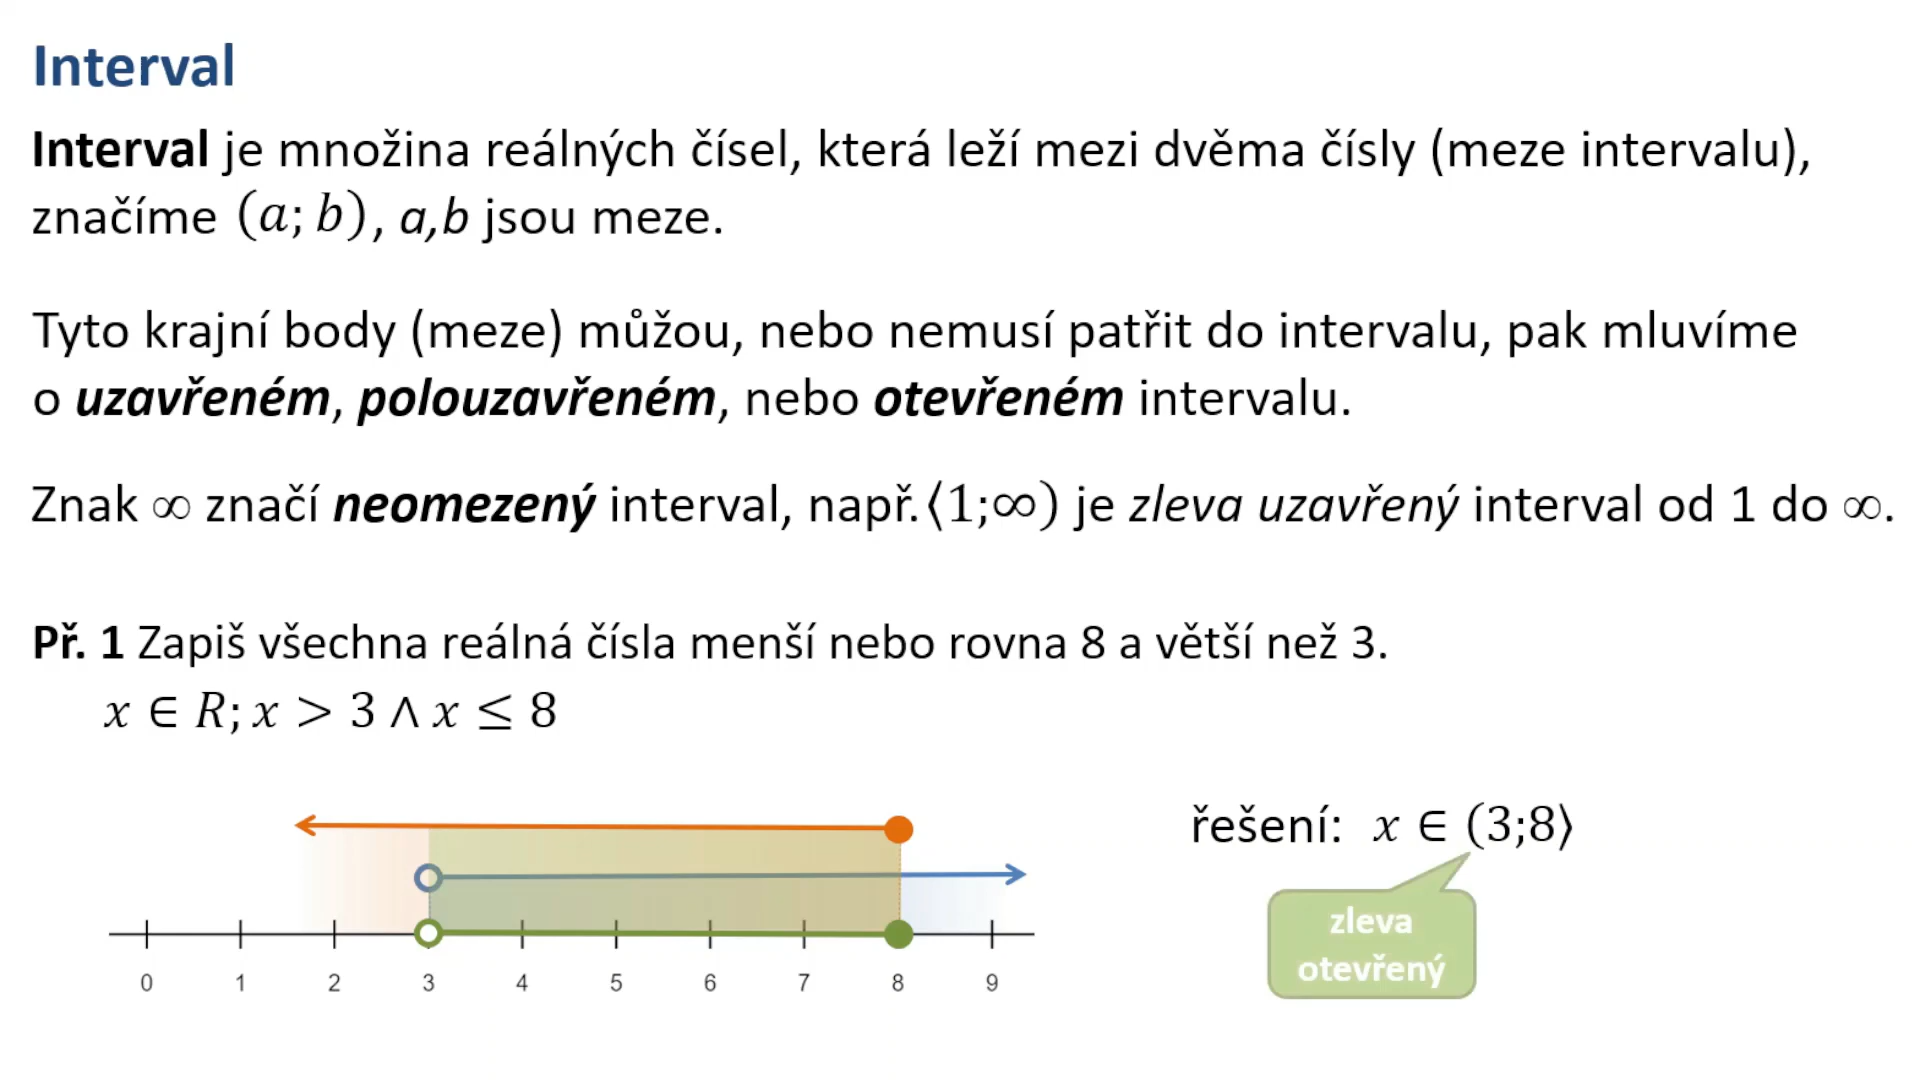 Interval
Interval je množina reálných čísel, která leží mezi dvěma čísly (meze intervalu),
značíme (a; b), a,b jsou meze.
Tyto krajní body (meze) můžou, nebo nemusí patřit do intervalu, pak mluvíme
o uzavřeném, polouzavřeném, nebo otevřeném intervalu.
Znak ∞ značí neomezený interval, např.⟨1;∞) je zleva uzavřený interval od 1 do ∞.
Př. 1 Zapiš všechna reálná čísla menší nebo rovna 8 a větší než 3.
x ∈ R; x > 3 ∧ x ≤ 8
řešení: x ∈ (3;8⟩
zleva
otevřený
0 1 2 3 4 5 6 7 8 9